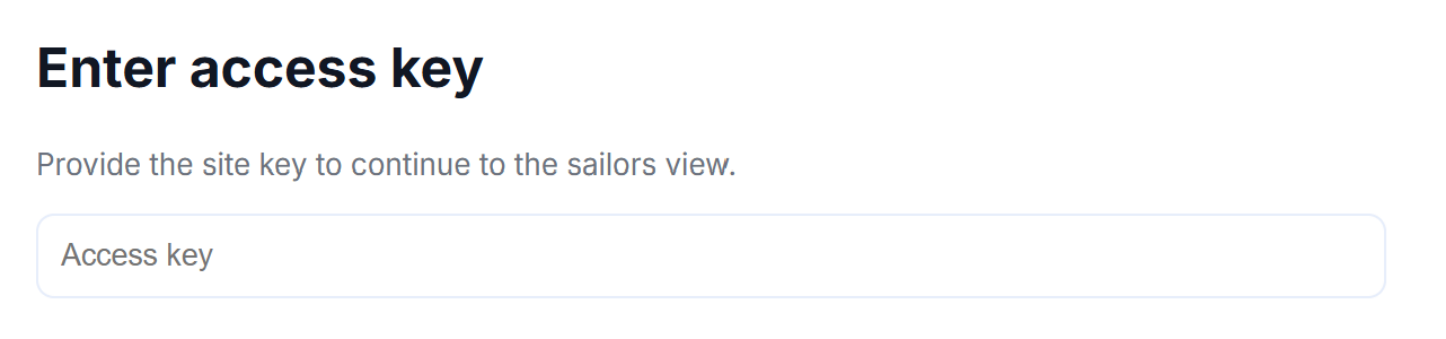 Enter access key
Provide the site key to continue to the sailors view.
Access key